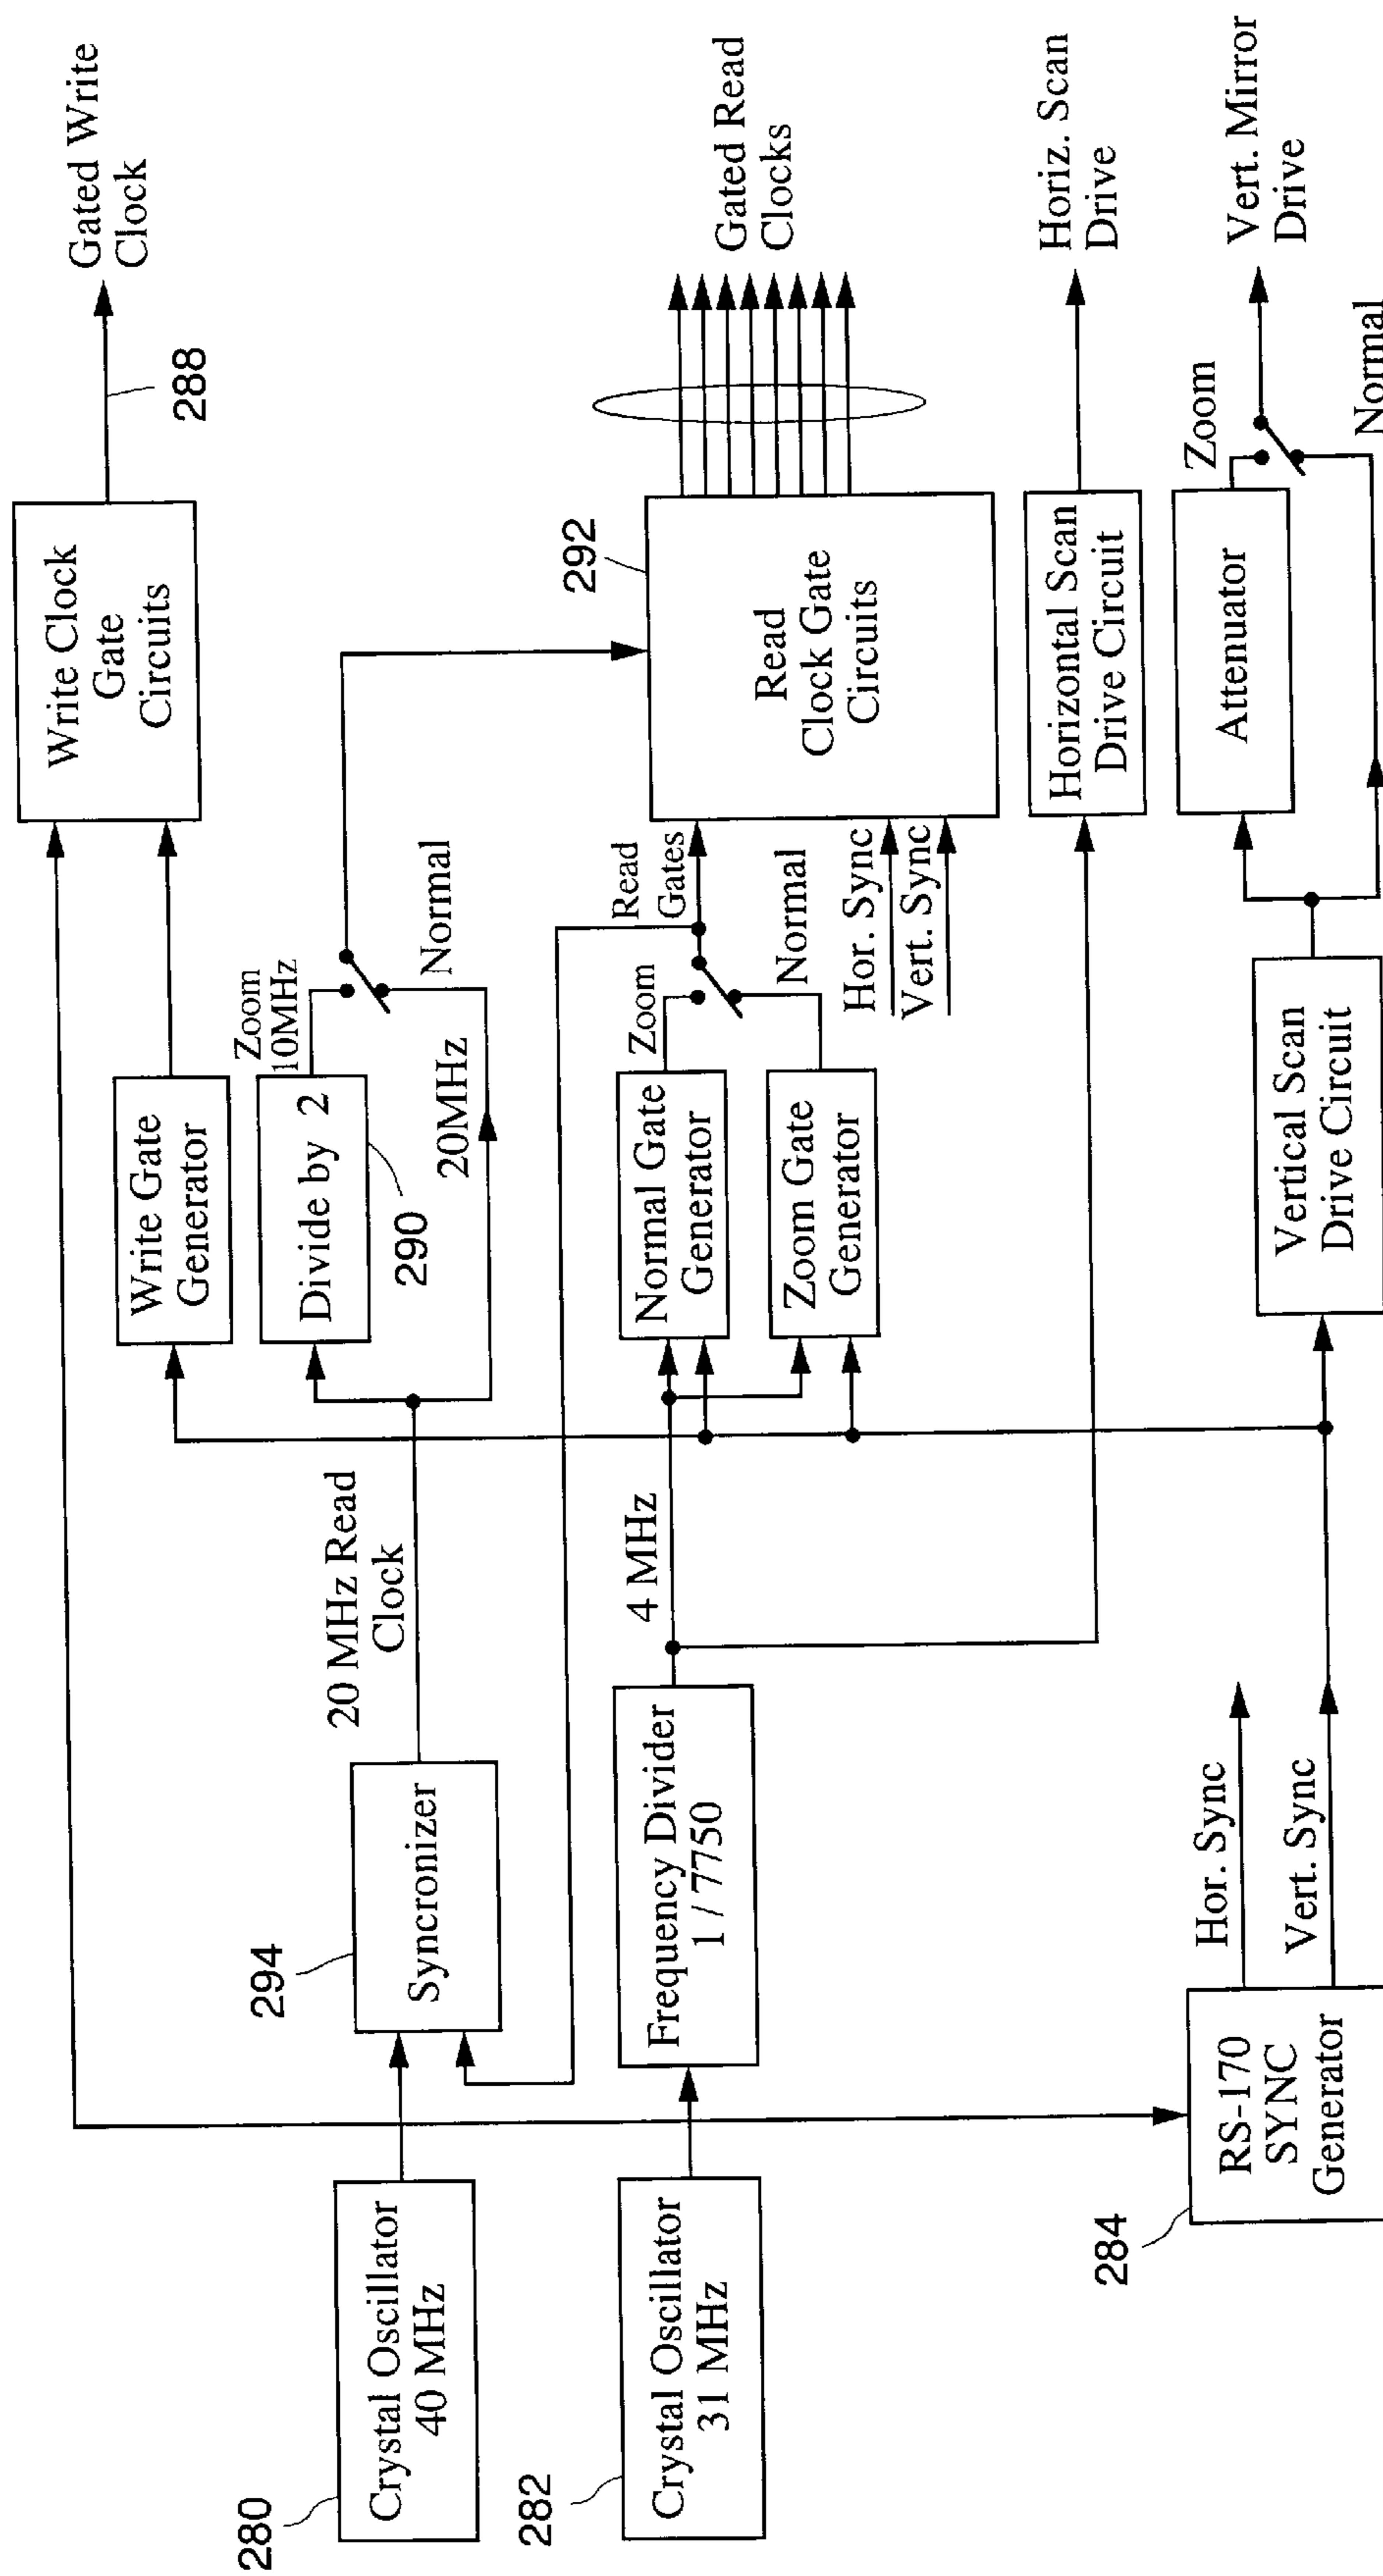 Gated Write
Clock
288
Write Clock
Gate
Circuits
Write Gate
Generator
Zoom
10MHz
Divide by 2
290
Normal
20MHz
20 MHz Read
Clock
294
Syncronizer
280
Crystal Oscillator
40 MHz
Gated Read
Clocks
292
Read
Clock Gate
Circuits
Read
Gates
Zoom
Normal
Hor. Sync
Vert. Sync
Normal Gate
Generator
Zoom Gate
Generator
4 MHz
Frequency Divider
1 / 7750
282
Crystal Oscillator
31 MHz
Horiz. Scan
Drive
Horizontal Scan
Drive Circuit
Vert. Mirror
Drive
Zoom
Normal
Attenuator
Vertical Scan
Drive Circuit
Hor. Sync
Vert. Sync
284
RS-170
SYNC
Generator